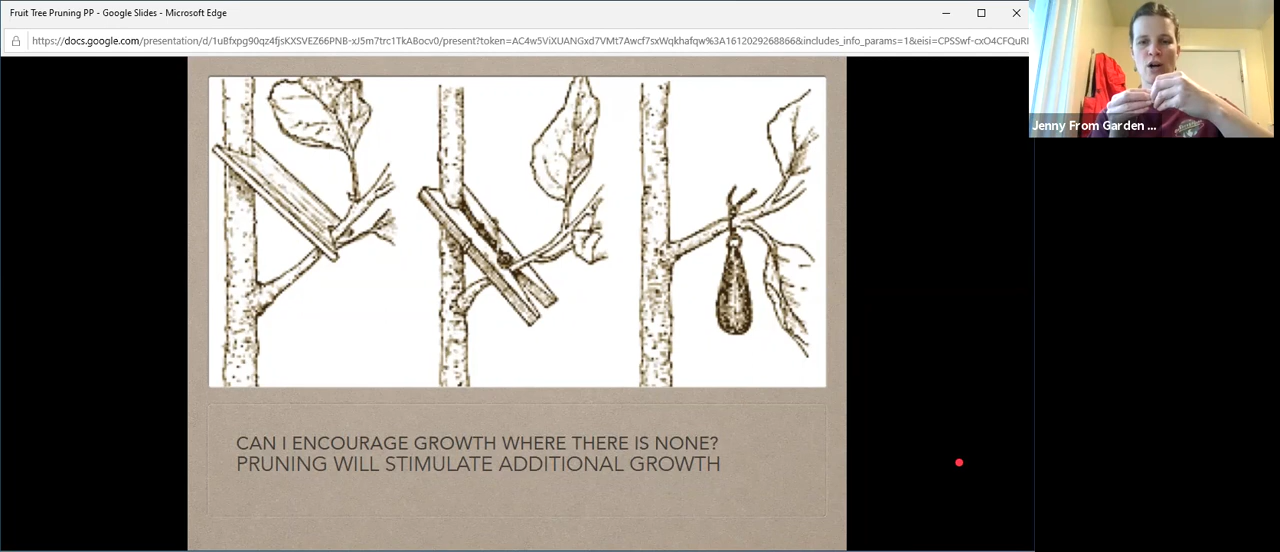 Fruit Tree Pruning PP - Google Slides - Microsoft Edge
https://docs.google.com/presentation/d/1uBfxpg90qz4fjsKXSVEZ66PNB-xJ5m7trc1TkABocv0/present?token=AC4w5ViXUANGxd7VMt7Awcf7sxWqkhafqw%3A1612029268866&includes_info_params=1&eisi=CPSSwf-cxO4CFQuRI
Jenny From Garden ...
CAN I ENCOURAGE GROWTH WHERE THERE IS NONE?
PRUNING WILL STIMULATE ADDITIONAL GROWTH